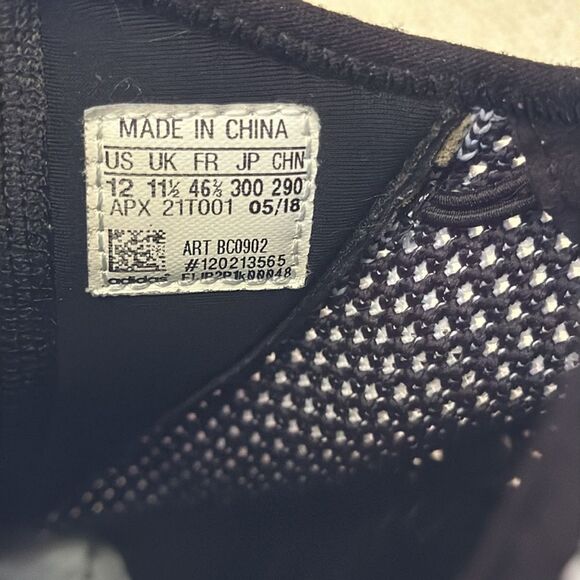 MADE IN CHINA
US UK FR JP CHN
12 11½ 46⅔ 300 290
APX 21T001 05/18
ART BC0902
#120213565
adidas